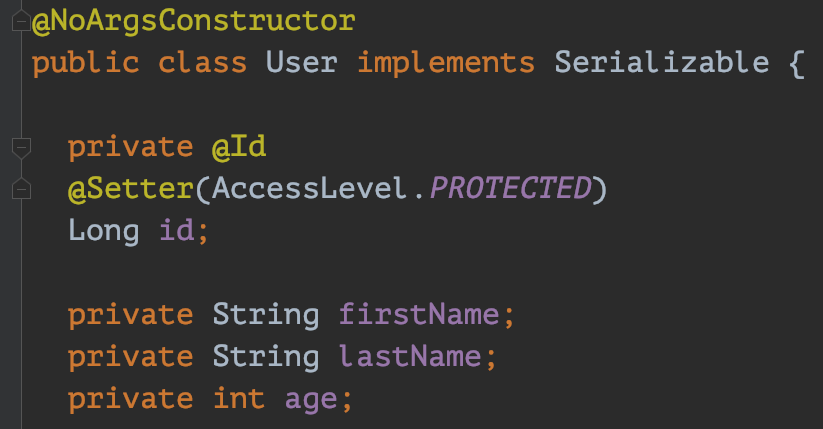 @NoArgsConstructor
public class User implements Serializable {
private @Id
@Setter(AccessLevel.PROTECTED)
Long id;
private String firstName;
private String lastName;
private int age;